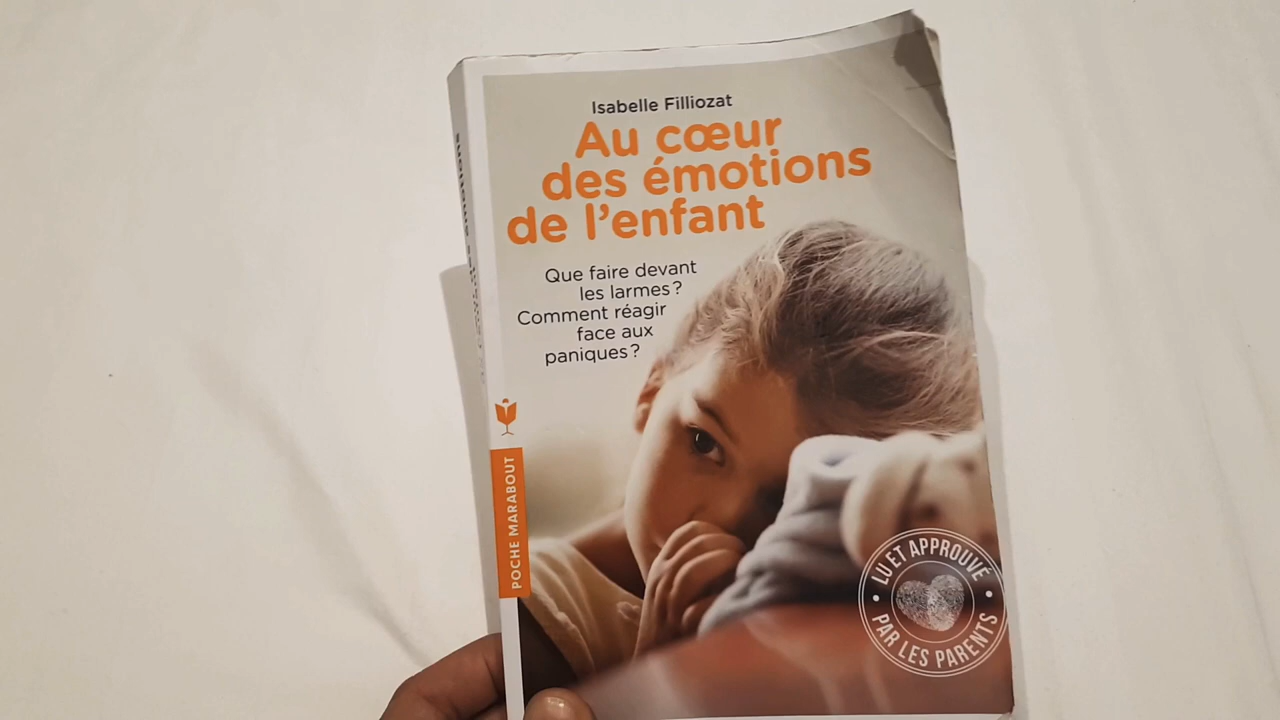 Isabelle Filliozat
Au cœur
des émotions
de l'enfant
Que faire devant
les larmes ?
Comment réagir
face aux
paniques ?
POCHE MARABOUT
LU ET APPROUVÉ
PAR LES PARENTS